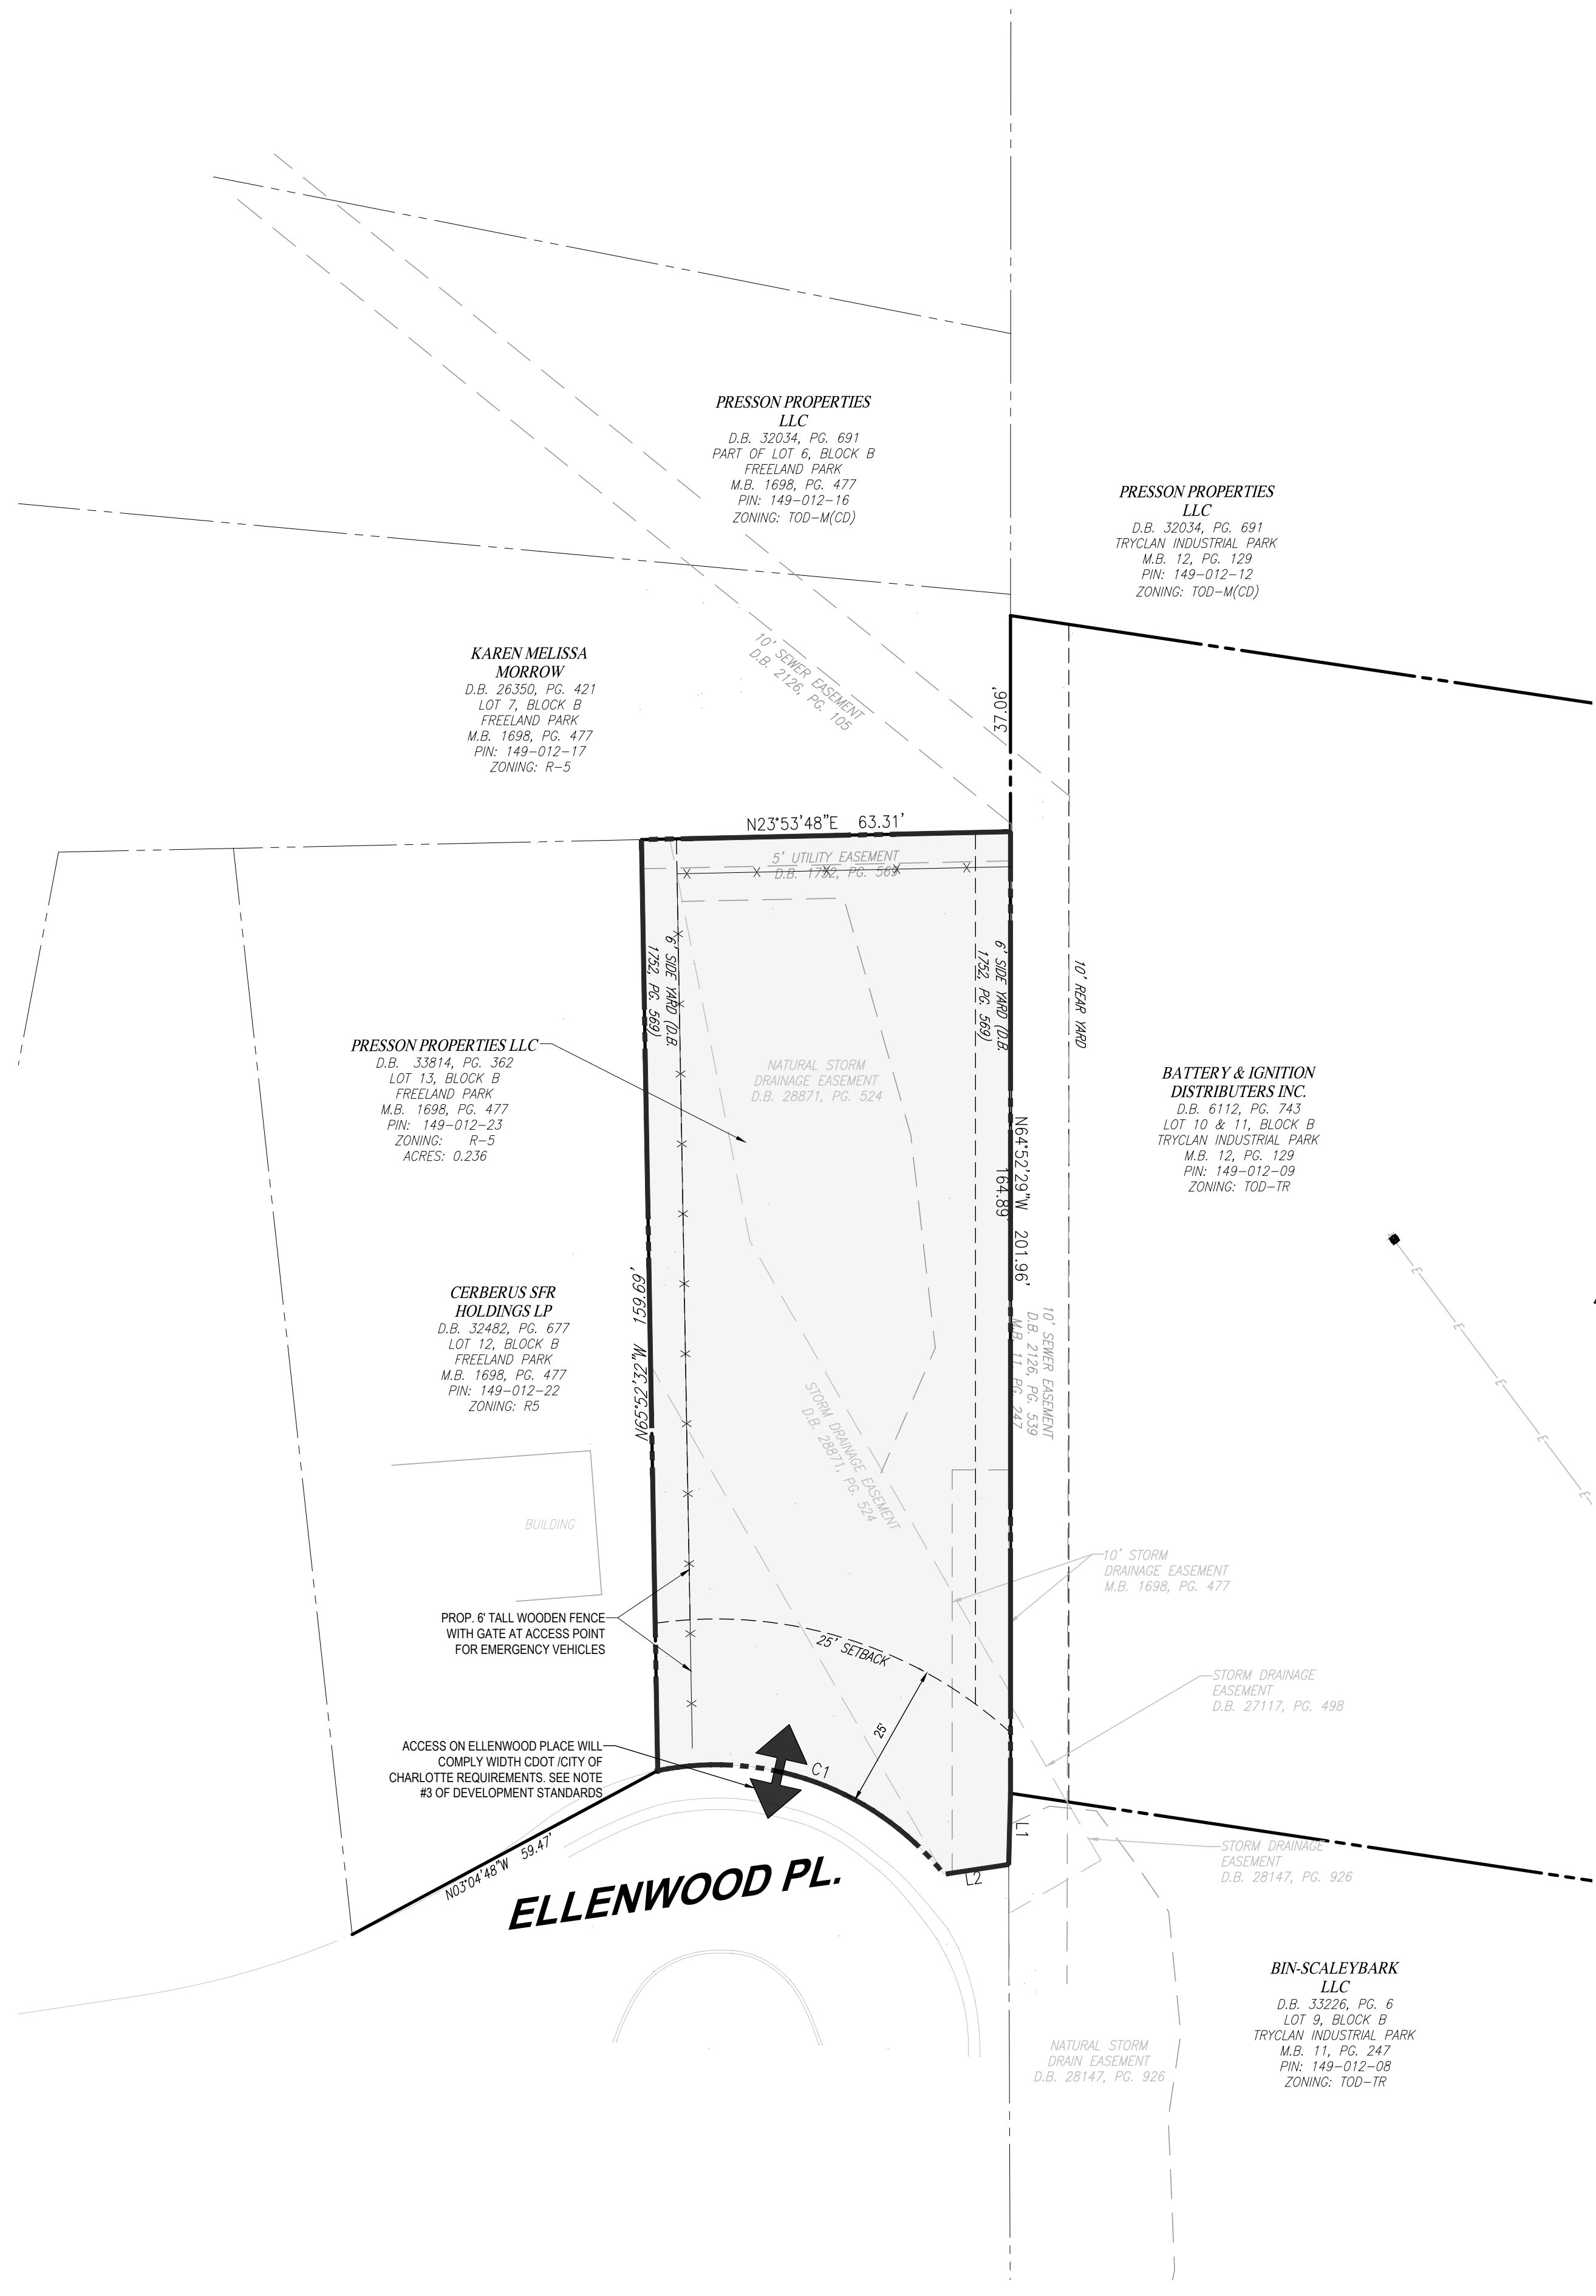 PRESSON PROPERTIES
LLC
D.B. 32034, PG. 691
PART OF LOT 6, BLOCK B
FREELAND PARK
M.B. 1698, PG. 477
PIN: 149-012-16
ZONING: TOD-M(CD)
PRESSON PROPERTIES
LLC
D.B. 32034, PG. 691
TRYCLAN INDUSTRIAL PARK
M.B. 12, PG. 129
PIN: 149-012-12
ZONING: TOD-M(CD)
KAREN MELISSA
MORROW
D.B. 26350, PG. 421
LOT 7, BLOCK B
FREELAND PARK
M.B. 1698, PG. 477
PIN: 149-012-17
ZONING: R-5
10' SEWER EASEMENT
D.B. 2126, PG. 105
37.06'
N23°53'48"E 63.31'
5' UTILITY EASEMENT
D.B. 1752, PG. 569
6' SIDE YARD (D.B.
1752, PG. 569)
6' SIDE YARD (D.B.
1752, PG. 569)
10' REAR YARD
PRESSON PROPERTIES LLC
D.B. 33814, PG. 362
LOT 13, BLOCK B
FREELAND PARK
M.B. 1698, PG. 477
PIN: 149-012-23
ZONING: R-5
ACRES: 0.236
NATURAL STORM
DRAINAGE EASEMENT
D.B. 28871, PG. 524
BATTERY & IGNITION
DISTRIBUTERS INC.
D.B. 6112, PG. 743
LOT 10 & 11, BLOCK B
TRYCLAN INDUSTRIAL PARK
M.B. 12, PG. 129
PIN: 149-012-09
ZONING: TOD-TR
N64°52'29"W 201.96'
164.89'
CERBERUS SFR
HOLDINGS LP
D.B. 32482, PG. 677
LOT 12, BLOCK B
FREELAND PARK
M.B. 1698, PG. 477
PIN: 149-012-22
ZONING: R5
N65°52'32"W 159.69'
10' SEWER EASEMENT
D.B. 2126, PG. 539
M.B. 11, PG. 247
STORM DRAINAGE EASEMENT
D.B. 28871, PG. 524
E
E
E
E
E
BUILDING
10' STORM
DRAINAGE EASEMENT
M.B. 1698, PG. 477
PROP. 6' TALL WOODEN FENCE
WITH GATE AT ACCESS POINT
FOR EMERGENCY VEHICLES
25' SETBACK
25'
STORM DRAINAGE
EASEMENT
D.B. 27117, PG. 498
ACCESS ON ELLENWOOD PLACE WILL
COMPLY WIDTH CDOT /CITY OF
CHARLOTTE REQUIREMENTS. SEE NOTE
#3 OF DEVELOPMENT STANDARDS
C1
L1
L2
N03°04'48"W 59.47'
ELLENWOOD PL.
STORM DRAINAGE
EASEMENT
D.B. 28147, PG. 926
BIN-SCALEYBARK
LLC
D.B. 33226, PG. 6
LOT 9, BLOCK B
TRYCLAN INDUSTRIAL PARK
M.B. 11, PG. 247
PIN: 149-012-08
ZONING: TOD-TR
NATURAL STORM
DRAIN EASEMENT
D.B. 28147, PG. 926